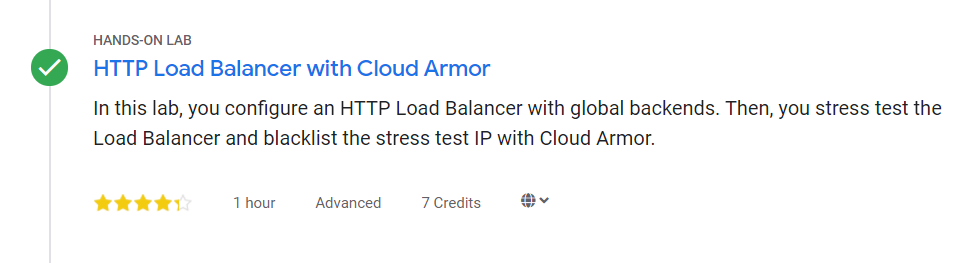 HANDS-ON LAB
HTTP Load Balancer with Cloud Armor
In this lab, you configure an HTTP Load Balancer with global backends. Then, you stress test the
Load Balancer and blacklist the stress test IP with Cloud Armor.
1 hour Advanced 7 Credits